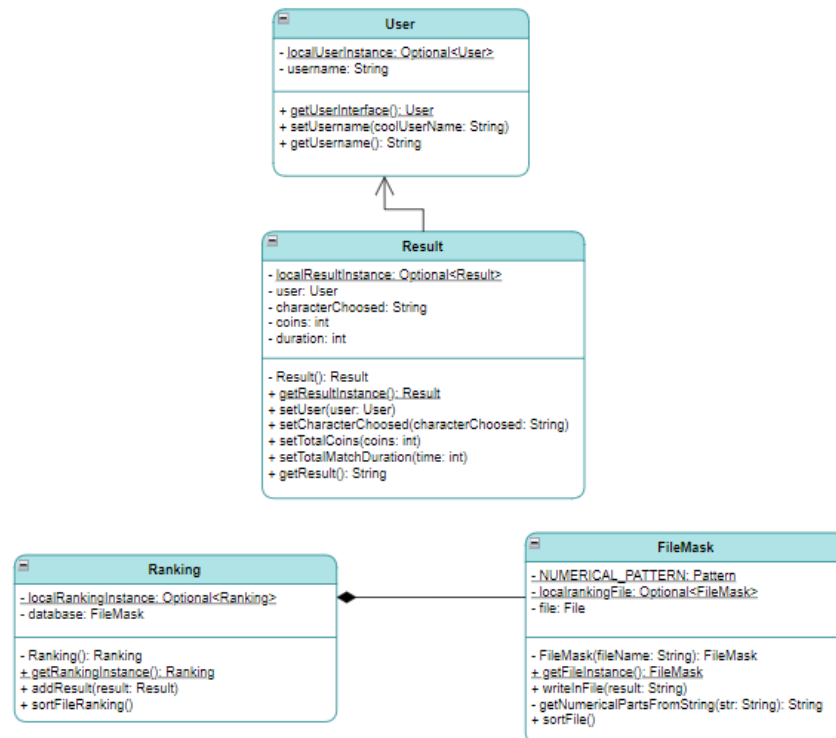 User
- localUserInstance: Optional<User>
- username: String
+ getUserInterface(): User
+ setUsername(coolUserName: String)
+ getUsername(): String
Result
- localResultInstance: Optional<Result>
- user: User
- characterChoosed: String
- coins: int
- duration: int
- Result(): Result
+ getResultInstance(): Result
+ setUser(user: User)
+ setCharacterChoosed(characterChoosed: String)
+ setTotalCoins(coins: int)
+ setTotalMatchDuration(time: int)
+ getResult(): String
Ranking
- localRankingInstance: Optional<Ranking>
- database: FileMask
- Ranking(): Ranking
+ getRankingInstance(): Ranking
+ addResult(result: Result)
+ sortFileRanking()
FileMask
- NUMERICAL_PATTERN: Pattern
- localrankingFile: Optional<FileMask>
- file: File
- FileMask(fileName: String): FileMask
+ getFileInstance(): FileMask
+ writeInFile(result: String)
- getNumericalPartsFromString(str: String): String
+ sortFile()